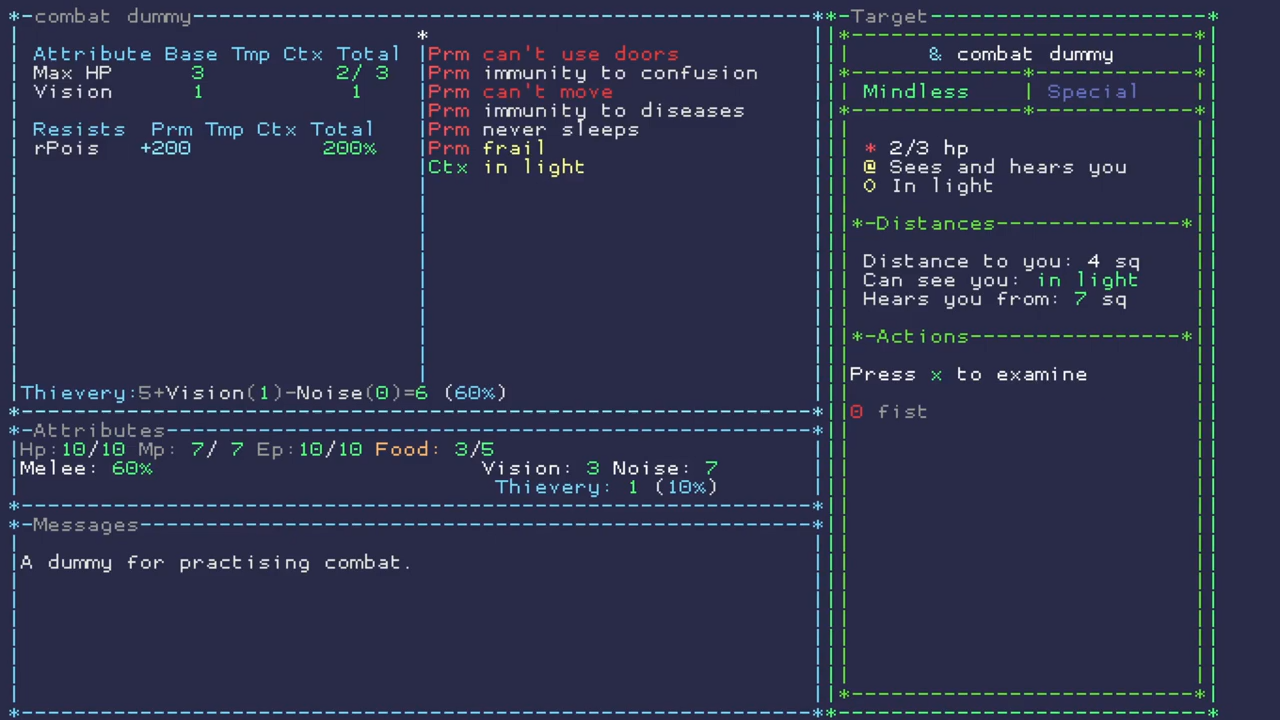 combat dummy
Attribute Base Tmp Ctx Total
Max HP 3 2/ 3
Vision 1 1
Resists Prm Tmp Ctx Total
rPois +200 200%
Prm can't use doors
Prm immunity to confusion
Prm can't move
Prm immunity to diseases
Prm never sleeps
Prm frail
Ctx in light
Thievery:5+Vision(1)-Noise(0)=6 (60%)
Attributes
Hp:10/10 Mp: 7/ 7 Ep:10/10 Food: 3/5
Melee: 60% Vision: 3 Noise: 7
Thievery: 1 (10%)
Messages
A dummy for practising combat.
Target
& combat dummy
Mindless | Special
* 2/3 hp
@ Sees and hears you
O In light
Distances
Distance to you: 4 sq
Can see you: in light
Hears you from: 7 sq
Actions
Press x to examine
0 fist